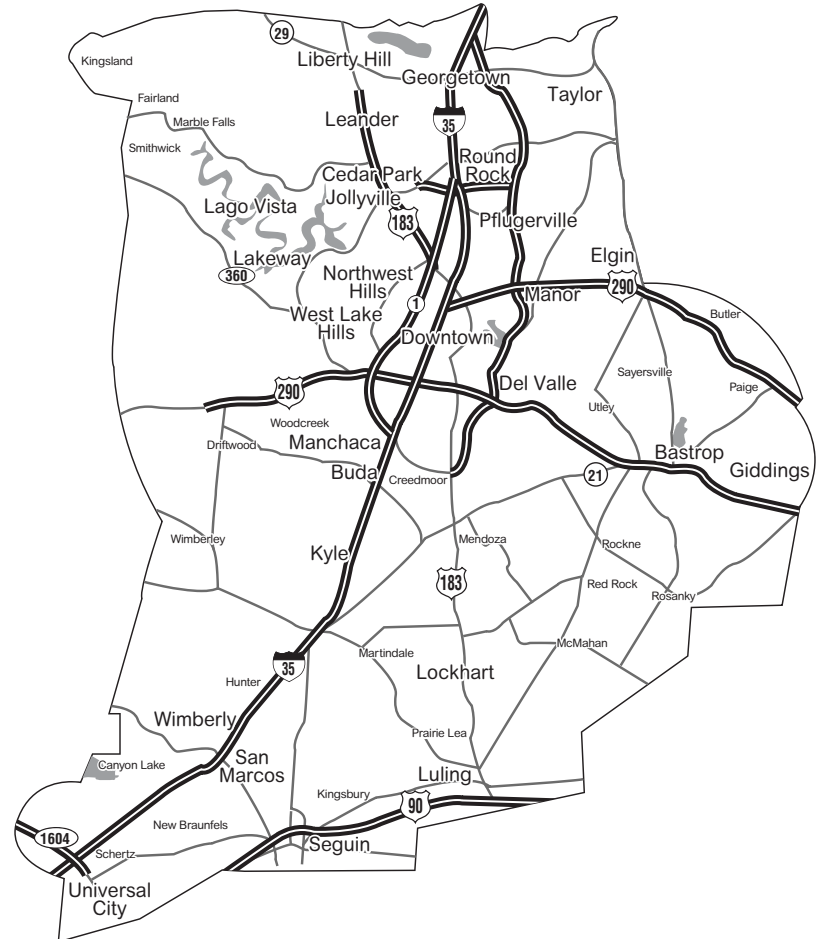 29
Liberty Hill
Kingsland
Georgetown
Fairland
Taylor
Leander
35
Marble Falls
Smithwick
Round
Rock
Cedar Park
Jollyville
Lago Vista
183
Pflugerville
Lakeway
360
Elgin
Northwest
Hills
290
Manor
1
West Lake
Hills
Butler
Downtown
Sayersville
290
Del Valle
Paige
Utley
Woodcreek
Driftwood
Manchaca
Bastrop
Giddings
Buda
Creedmoor
21
Wimberley
Mendoza
Rockne
Kyle
183
Red Rock
Rosanky
35
Martindale
McMahan
Lockhart
Hunter
Wimberly
Prairie Lea
San
Marcos
Canyon Lake
Luling
Kingsbury
90
New Braunfels
1604
Seguin
Schertz
Universal
City